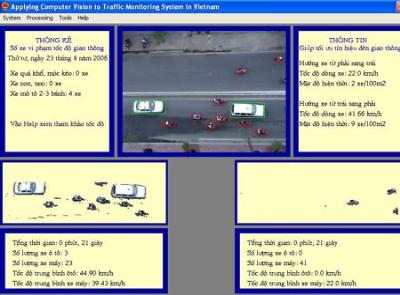 Applying Computer Vision to Traffic Monitoring System in Vietnam
System Processing Tools Help
THỐNG KÊ
Số xe vi phạm tốc độ giao thông
Thứ tư, ngày 23 tháng 8 năm 2006
Xe quá khổ, móc kéo: 0 xe
Xe con, taxi: 0 xe
Xe mô tô 2-3 bánh: 4 xe
Vào Help xem tham khảo tốc độ
THÔNG TIN
Giúp tối ưu tín hiệu đèn giao thông
Hướng xe từ phải sang trái
Tốc độ dòng xe: 22.0 km/h
Mật độ hiện thời: 2 xe/100m2
Hướng xe từ trái sang phải
Tốc độ dòng xe: 41.66 km/h
Mật độ hiện thời: 9 xe/100m2
Tổng thời gian: 0 phút, 21 giây
Số lượng xe ôtô: 3
Số lượng xe máy: 23
Tốc độ trung bình ôtô: 44.90 km/h
Tốc độ trung bình xe máy: 39.43 km/h
Tổng thời gian: 0 phút, 21 giây
Số lượng xe ô tô: 0
Số lượng xe máy: 41
Tốc độ trung bình ôtô: 0.0 km/h
Tốc độ trung bình xe máy: 22.0 km/h